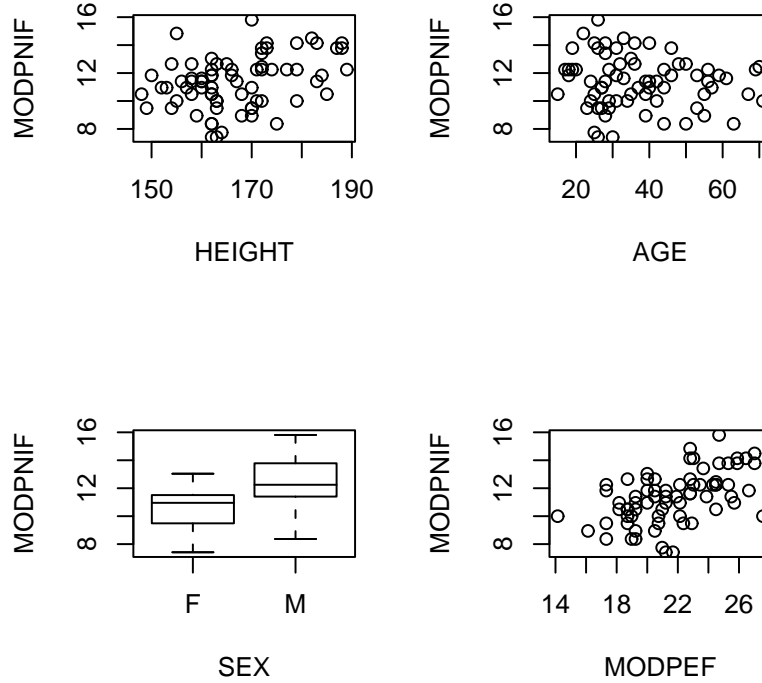 MODPNIF
8 12 16
150 170 190
HEIGHT
MODPNIF
8 12 16
20 40 60
AGE
MODPNIF
8 12 16
F M
SEX
MODPNIF
8 12 16
14 18 22 26
MODPEF